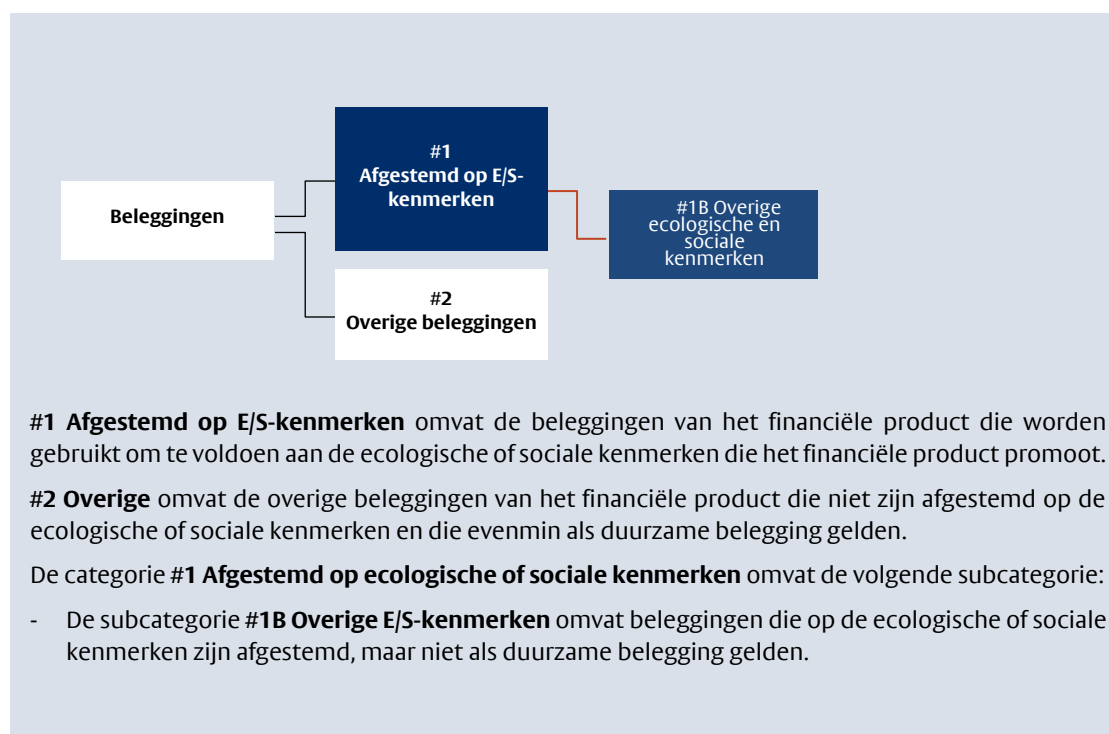 #1
Afgestemd op E/S-
kenmerken
Beleggingen
#1B Overige
ecologische en
sociale
kenmerken
#2
Overige beleggingen
#1 Afgestemd op E/S-kenmerken omvat de beleggingen van het financiële product die worden
gebruikt om te voldoen aan de ecologische of sociale kenmerken die het financiële product promoot.
#2 Overige omvat de overige beleggingen van het financiële product die niet zijn afgestemd op de
ecologische of sociale kenmerken en die evenmin als duurzame belegging gelden.
De categorie #1 Afgestemd op ecologische of sociale kenmerken omvat de volgende subcategorie:
- De subcategorie #1B Overige E/S-kenmerken omvat beleggingen die op de ecologische of sociale
kenmerken zijn afgestemd, maar niet als duurzame belegging gelden.